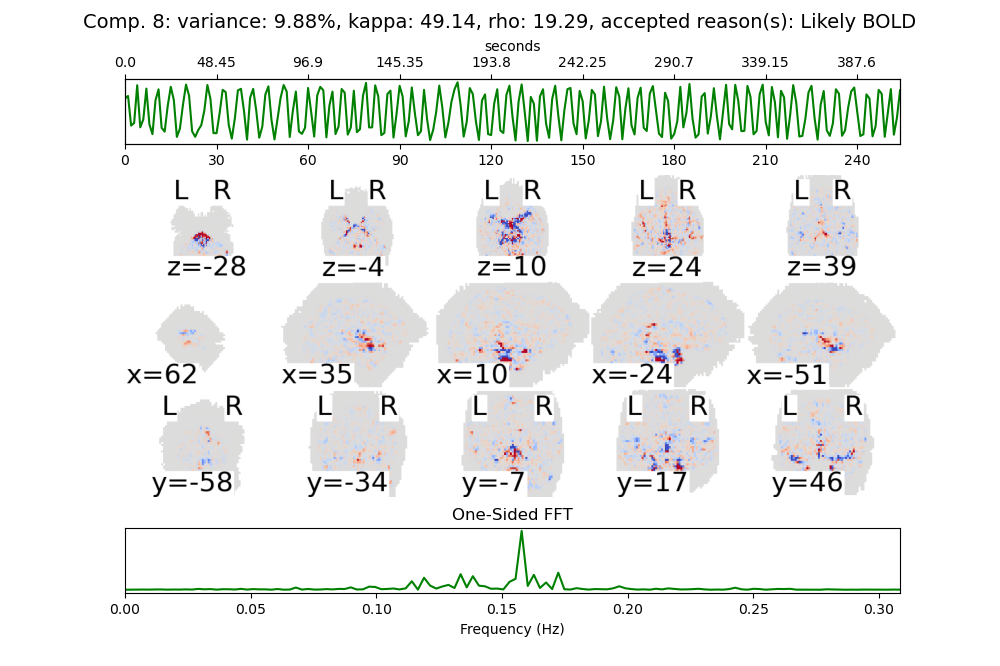 Comp. 8: variance: 9.88%, kappa: 49.14, rho: 19.29, accepted reason(s): Likely BOLD
seconds
0.0 48.45 96.9 145.35 193.8 242.25 290.7 339.15 387.6
0 30 60 90 120 150 180 210 240
L R L R L R L R L R
z=-28 z=-4 z=10 z=24 z=39
x=62 x=35 x=10 x=-24 x=-51
L R L R L R L R L R
y=-58 y=-34 y=-7 y=17 y=46
One-Sided FFT
0.00 0.05 0.10 0.15 0.20 0.25 0.30
Frequency (Hz)